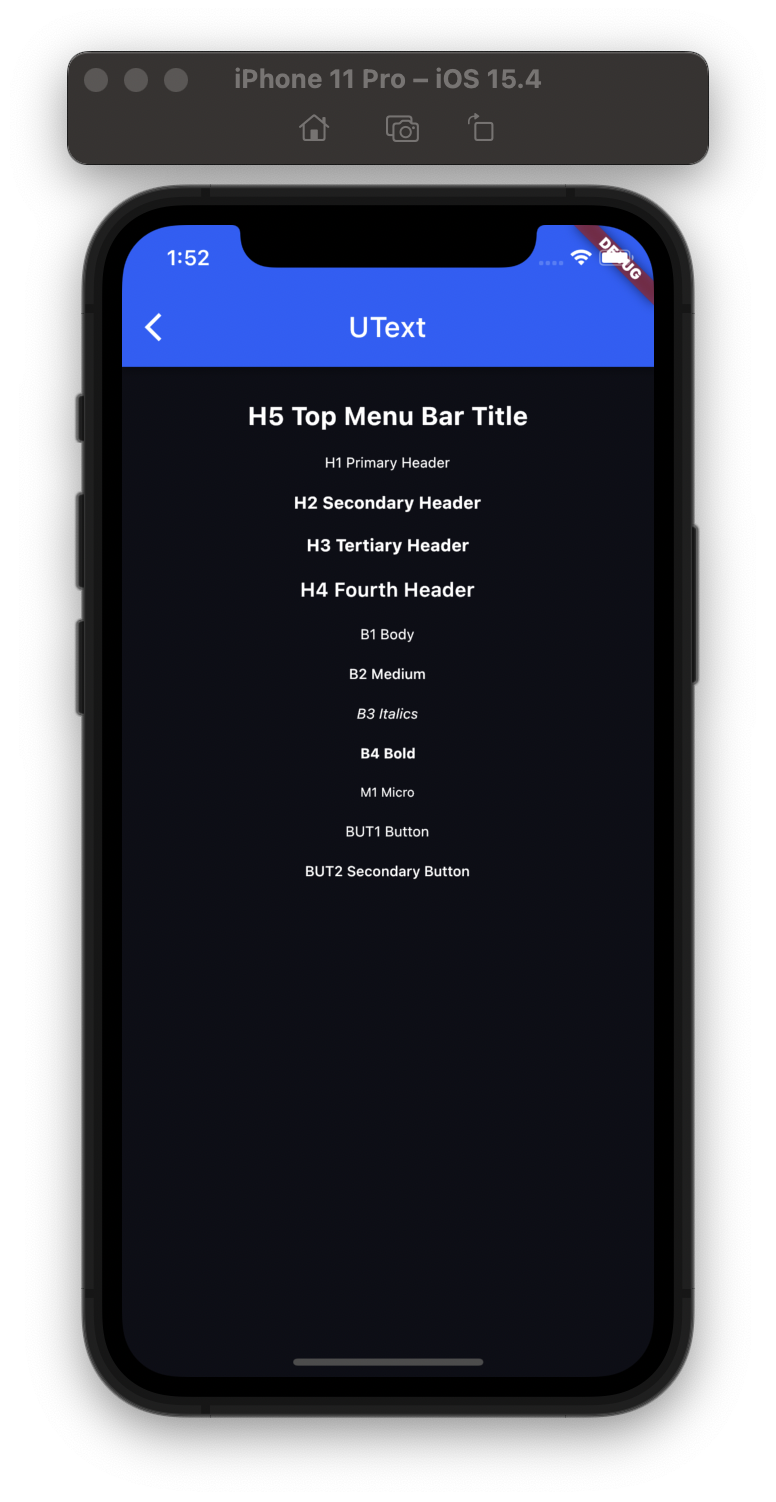 iPhone 11 Pro – iOS 15.4
1:52
DEBUG
UText
H5 Top Menu Bar Title
H1 Primary Header
H2 Secondary Header
H3 Tertiary Header
H4 Fourth Header
B1 Body
B2 Medium
B3 Italics
B4 Bold
M1 Micro
BUT1 Button
BUT2 Secondary Button